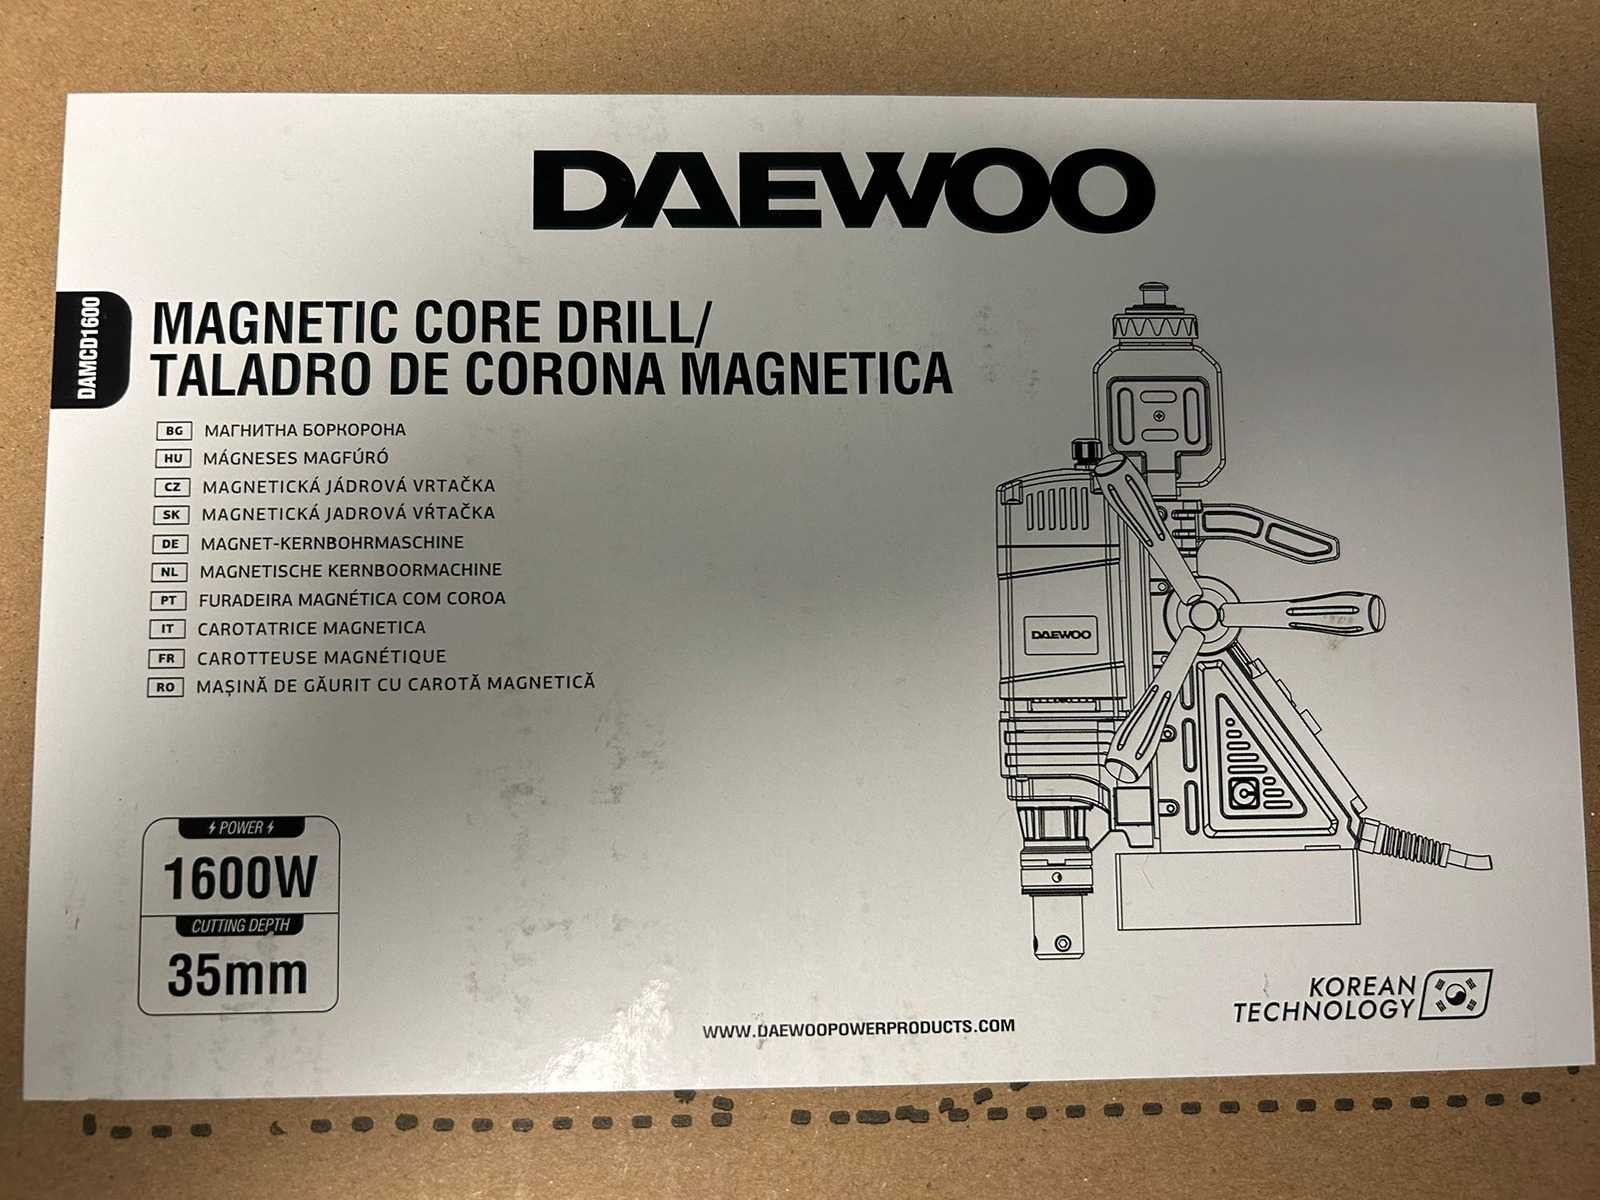 DAEWOO
DAMCD1600
MAGNETIC CORE DRILL/
TALADRO DE CORONA MAGNETICA
BG МАГНИТНА БОРКОРОНА
HU MÁGNESES MAGFÚRÓ
CZ MAGNETICKÁ JÁDROVÁ VRTAČKA
SK MAGNETICKÁ JADROVÁ VŔTAČKA
DE MAGNET-KERNBOHRMASCHINE
NL MAGNETISCHE KERNBOORMACHINE
PT FURADEIRA MAGNÉTICA COM COROA
IT CAROTATRICE MAGNETICA
FR CAROTTEUSE MAGNÉTIQUE
RO MAȘINĂ DE GĂURIT CU CAROTĂ MAGNETICĂ
DAEWOO
POWER
1600W
CUTTING DEPTH
35mm
WWW.DAEWOOPOWERPRODUCTS.COM
KOREAN
TECHNOLOGY